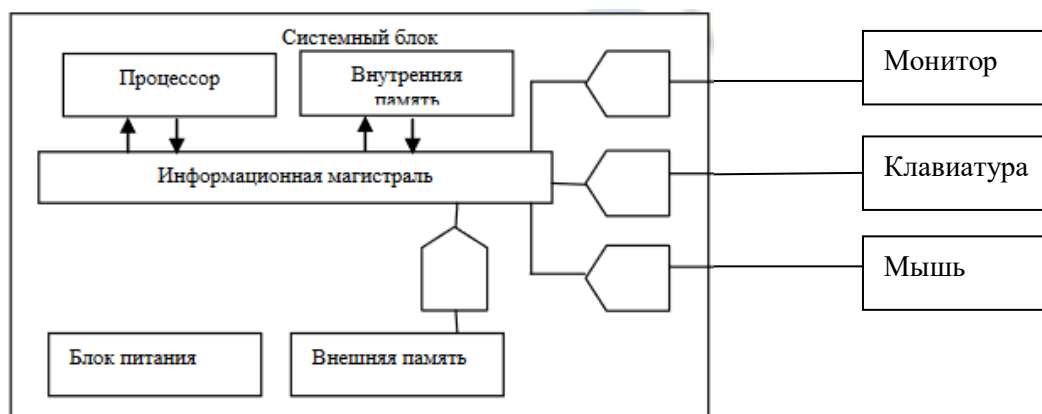 Системный блок
Процессор
Внутренняя
память
Информационная магистраль
Блок питания
Внешняя память
Монитор
Клавиатура
Мышь